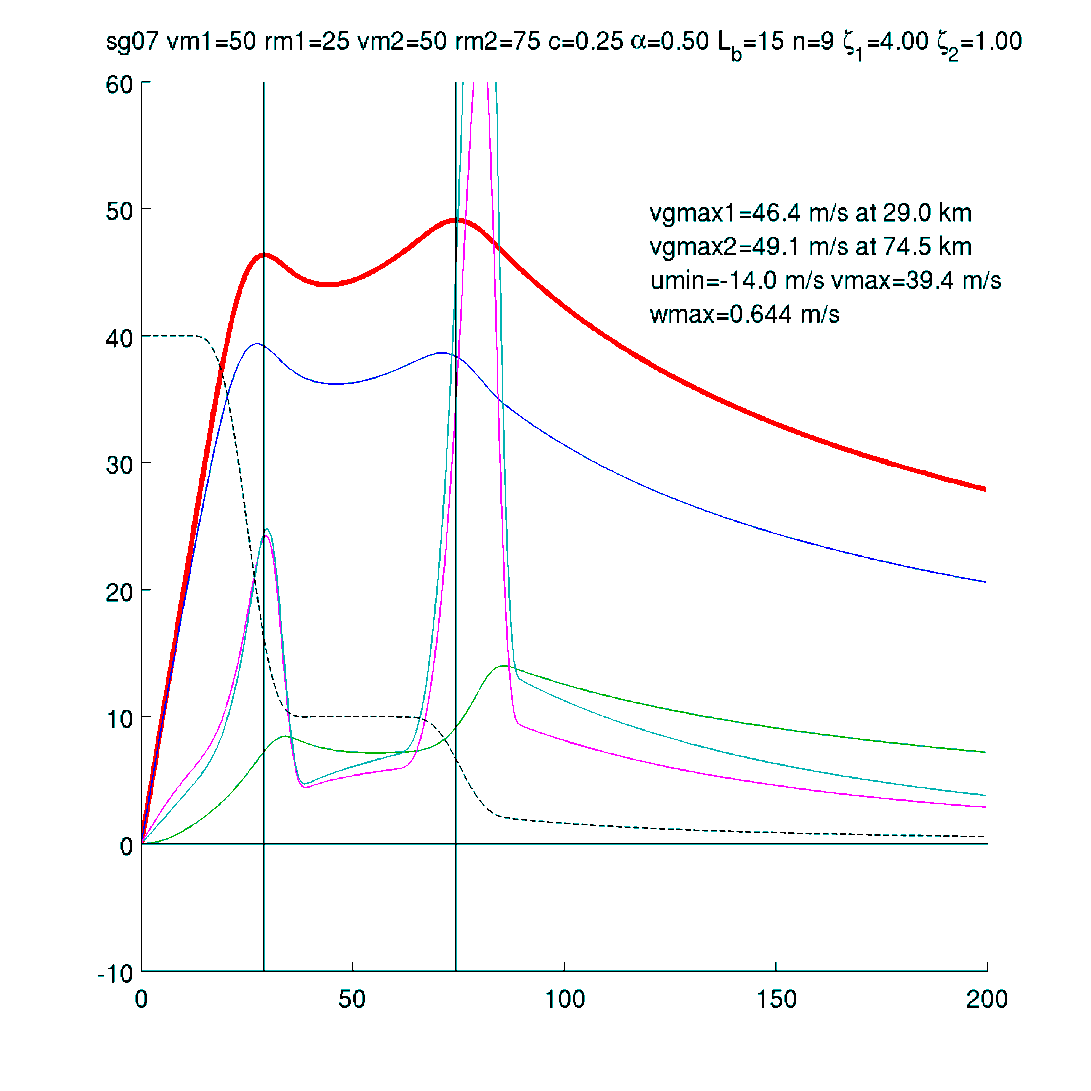 sg07 vm1=50 rm1=25 vm2=50 rm2=75 c=0.25 α=0.50 L_b=15 n=9 ζ_1=4.00 ζ_2=1.00
60
50
vgmax1=46.4 m/s at 29.0 km
vgmax2=49.1 m/s at 74.5 km
umin=-14.0 m/s vmax=39.4 m/s
wmax=0.644 m/s
40
30
20
10
0
-10
0 50 100 150 200